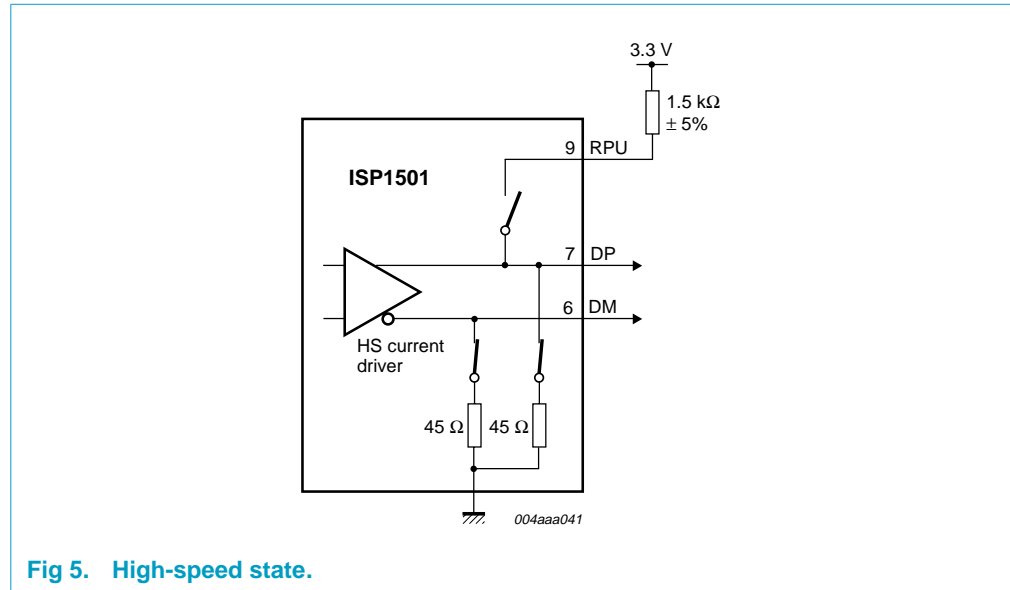 3.3 V
1.5 kΩ
± 5%
9 RPU
ISP1501
7 DP
6 DM
HS current
driver
45 Ω 45 Ω
004aaa041
Fig 5. High-speed state.